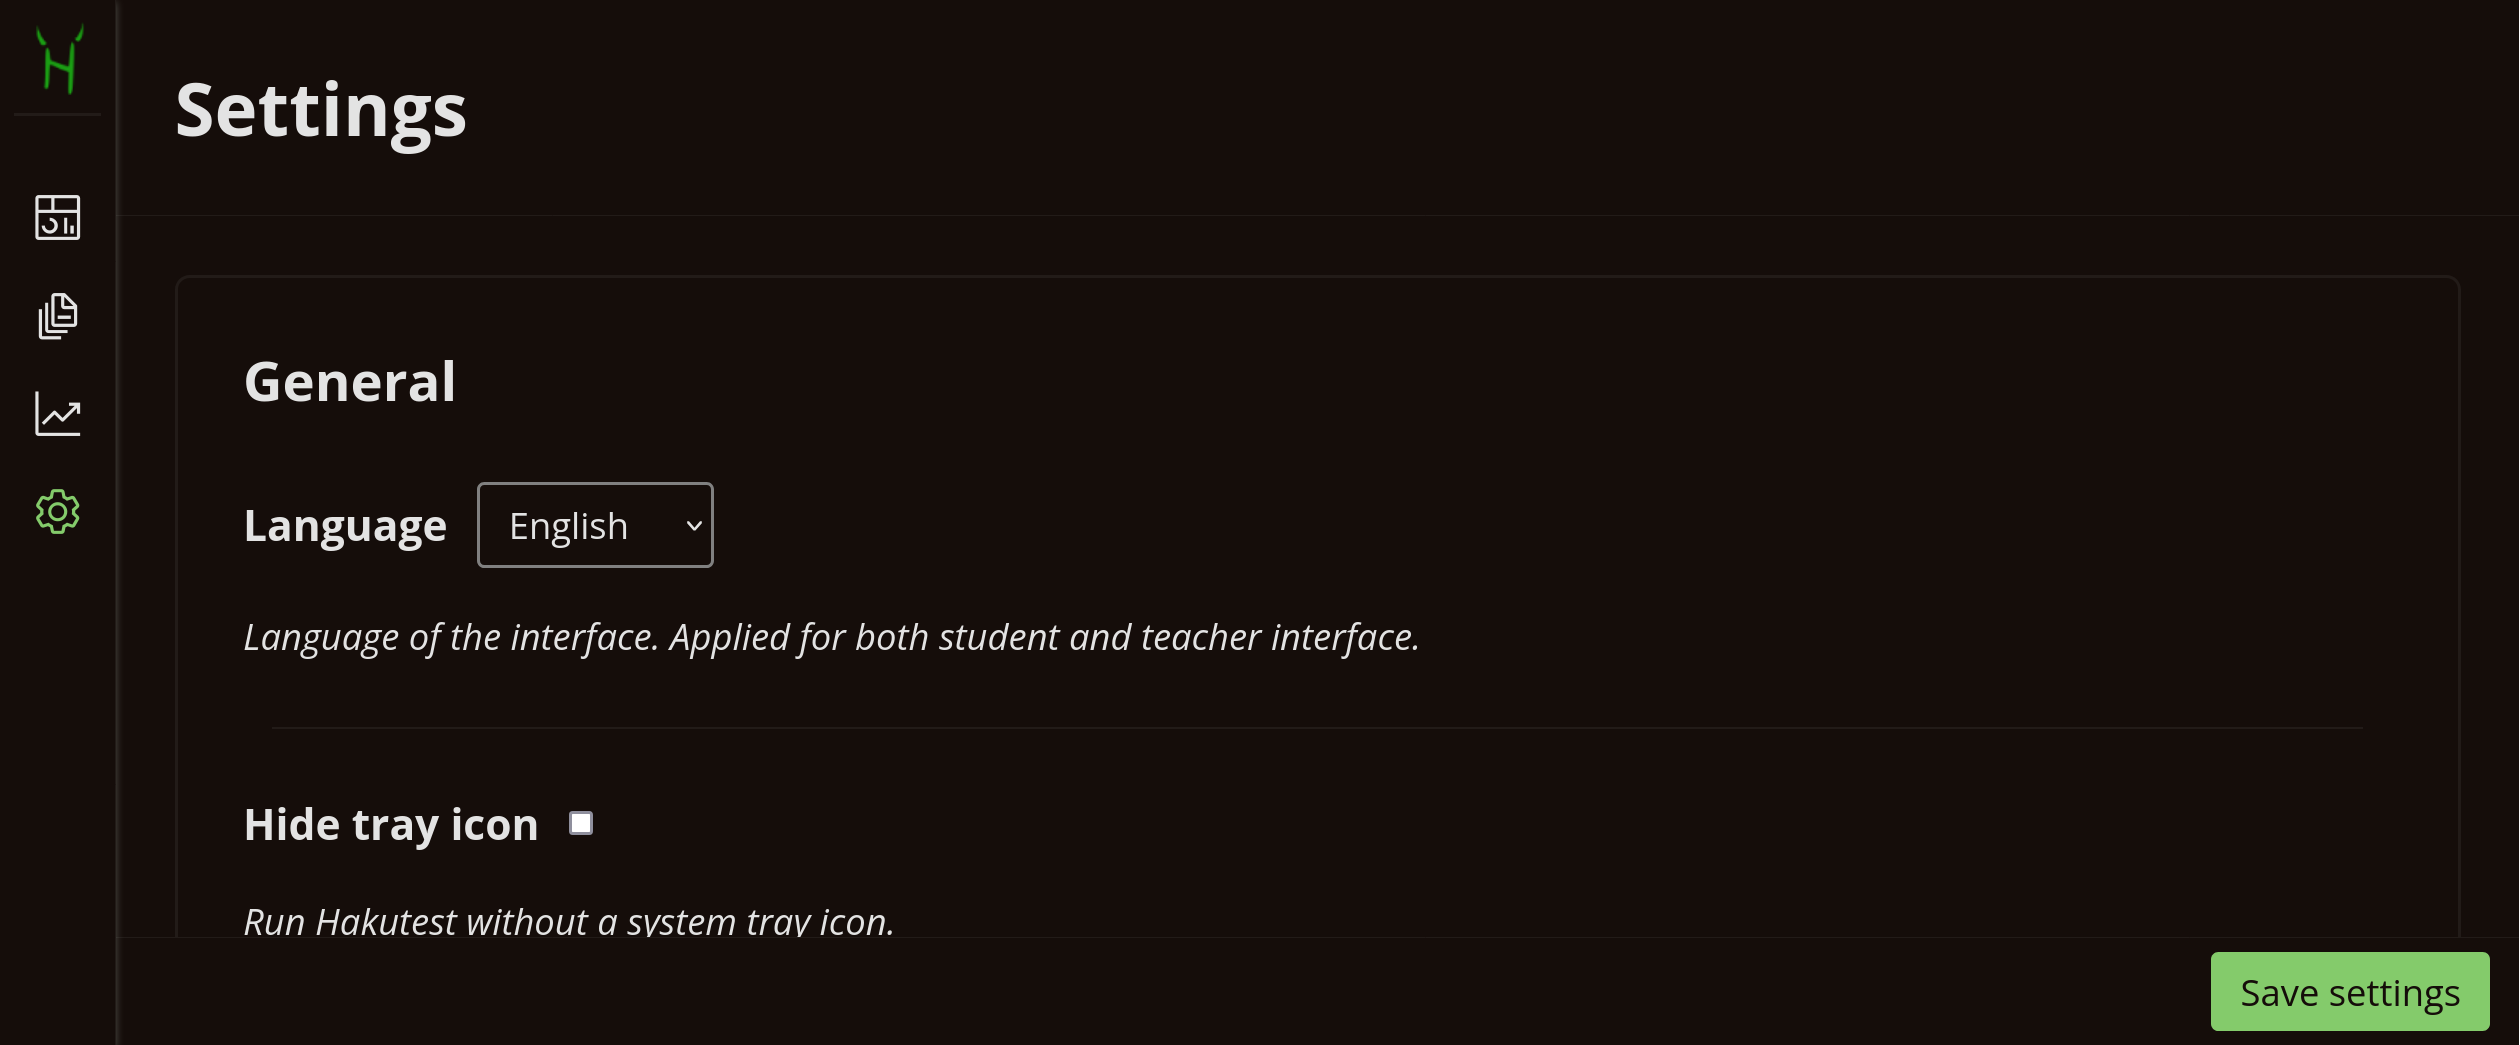 Settings
General
Language English
Language of the interface. Applied for both student and teacher interface.
Hide tray icon
Run Hakutest without a system tray icon.
Save settings